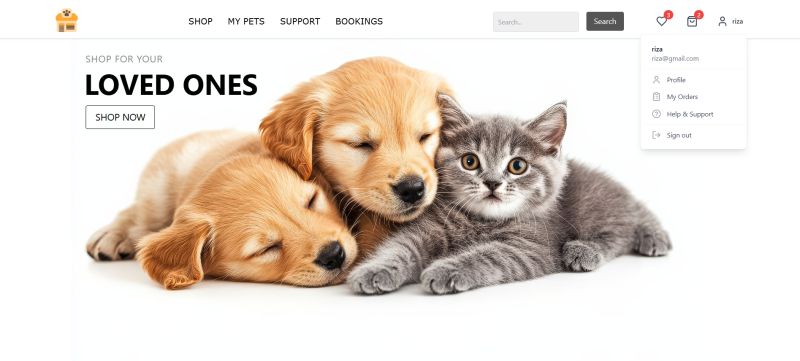 SHOP MY PETS SUPPORT BOOKINGS Search... Search 3 2 riza
riza
riza@gmail.com
Profile
My Orders
Help & Support
Sign out
SHOP FOR YOUR
LOVED ONES
SHOP NOW